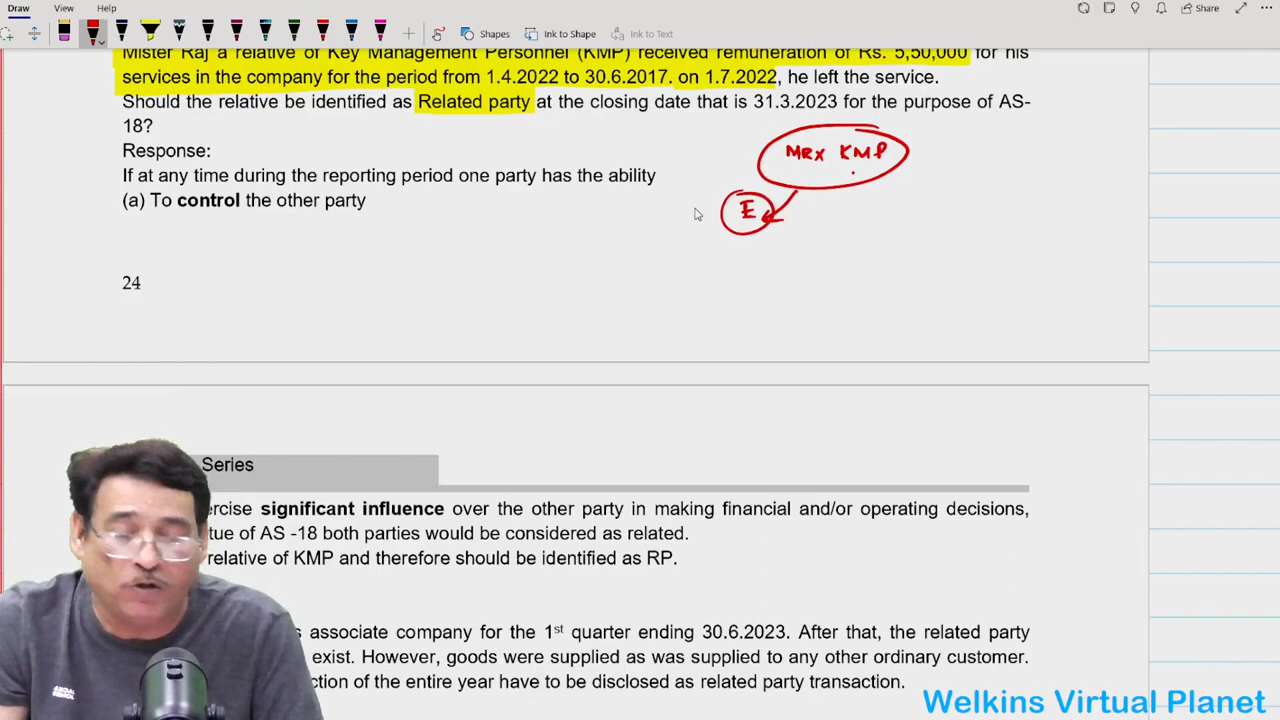 Draw View Help
Share
Shapes Ink to Shape Ink to Text
Mister Raj a relative of Key Management Personnel (KMP) received remuneration of Rs. 5,50,000 for his
services in the company for the period from 1.4.2022 to 30.6.2017. on 1.7.2022, he left the service.
Should the relative be identified as Related party at the closing date that is 31.3.2023 for the purpose of AS-
18?
Response:
If at any time during the reporting period one party has the ability
(a) To control the other party
MRX KMP
E
24
Series
significant influence over the other party in making financial and/or operating decisions,
of AS -18 both parties would be considered as related.
relative of KMP and therefore should be identified as RP.
associate company for the 1st quarter ending 30.6.2023. After that, the related party
exist. However, goods were supplied as was supplied to any other ordinary customer.
of the entire year have to be disclosed as related party transaction.
Welkins Virtual Planet